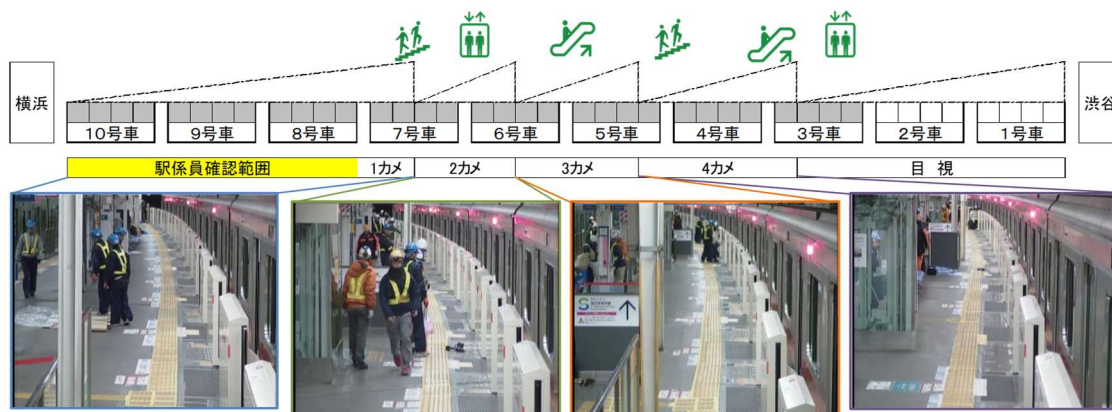 横浜
渋谷
10号車
9号車
8号車
7号車
6号車
5号車
4号車
3号車
2号車
1号車
駅係員確認範囲
1カメ
2カメ
3カメ
4カメ
目 視